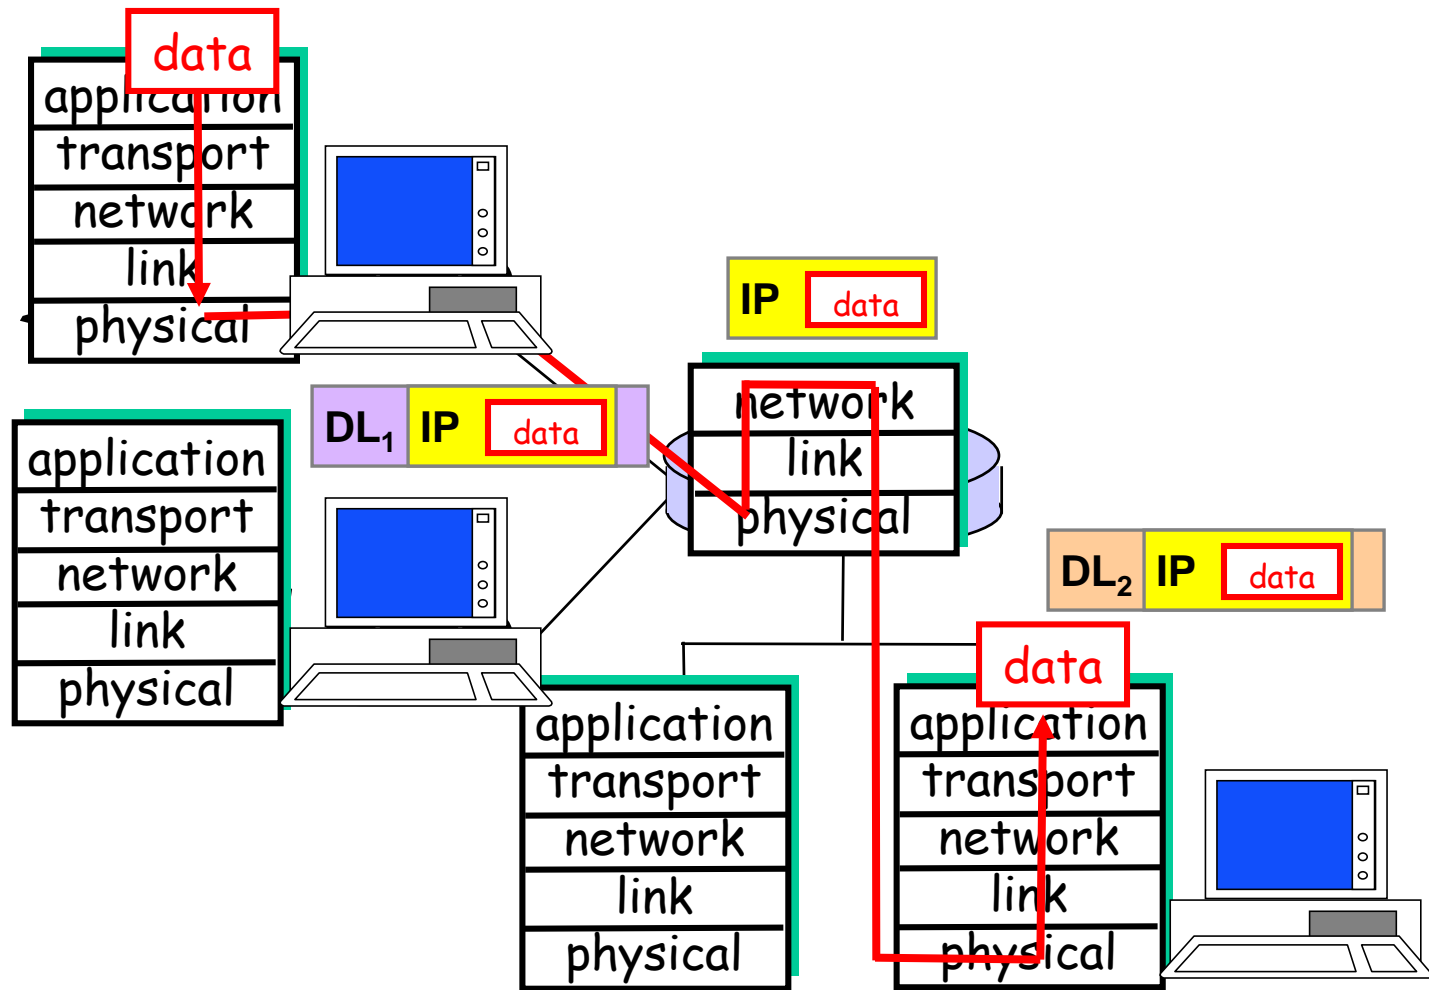 data
application
transport
network
link
physical
IP data
DL1 IP data
network
link
physical
application
transport
network
link
physical
DL2 IP data
data
application
transport
network
link
physical
application
transport
network
link
physical